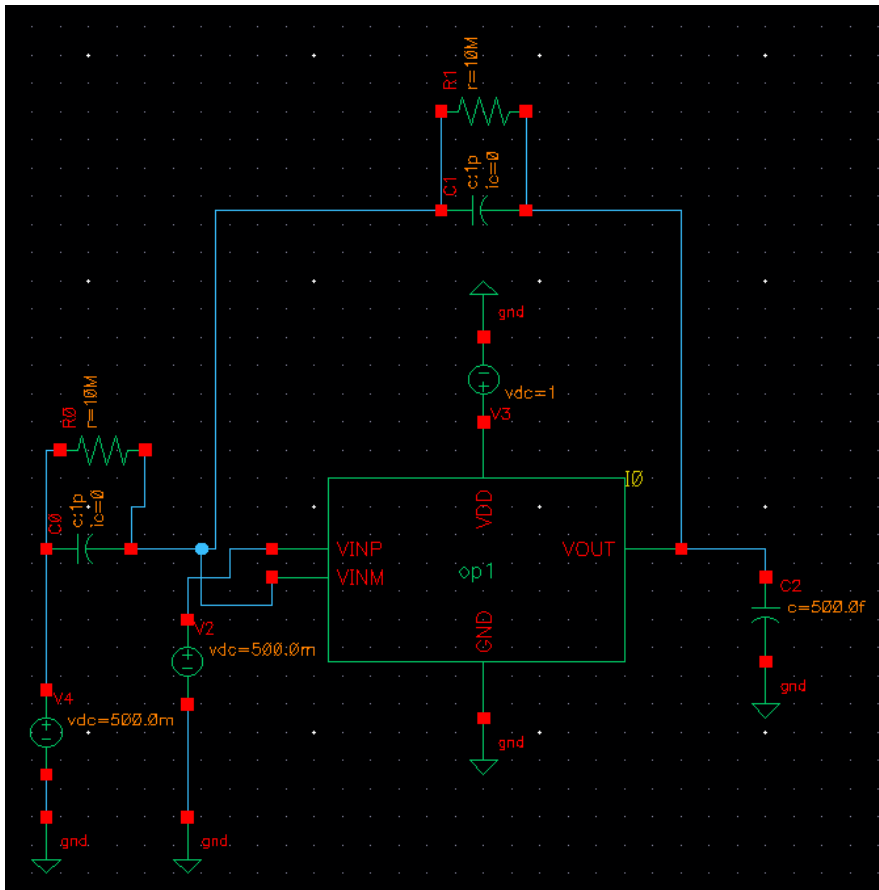 R1
r=10M
C1
c:1p
ic=0
gnd
vdc=1
V3
R0
r=10M
C0
c:1p
ic=0
I0
VDD
VINP
VINM
op1
VOUT
GND
C2
c=500.0f
V2
vdc=500.0m
V4
vdc=500.0m
gnd
gnd
gnd
gnd